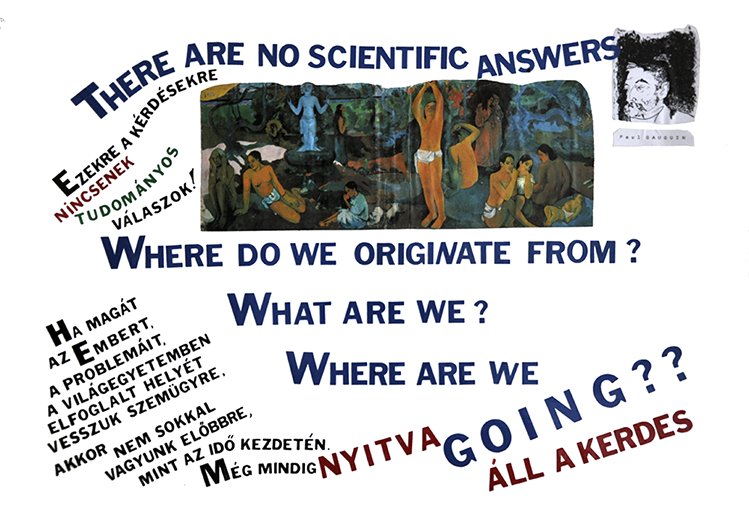 THERE ARE NO SCIENTIFIC ANSWERS
PAUL GAUGUIN
EZEKRE A KÉRDÉSEKRE
NINCSENEK
TUDOMÁNYOS
VÁLASZOK!
WHERE DO WE ORIGINATE FROM?
WHAT ARE WE?
WHERE ARE WE
GOING??
HA MAGÁT
AZ EMBERT,
A PROBLEMÁIT,
A VILÁGEGYETEMBEN
ELFOGLALT HELYÉT
VESSZUK SZEMÜGYRE,
AKKOR NEM SOKKAL
VAGYUNK ELŐBBRE,
MINT AZ IDŐ KEZDETÉN.
MÉG MINDIG NYITVA
ÁLL A KERDES